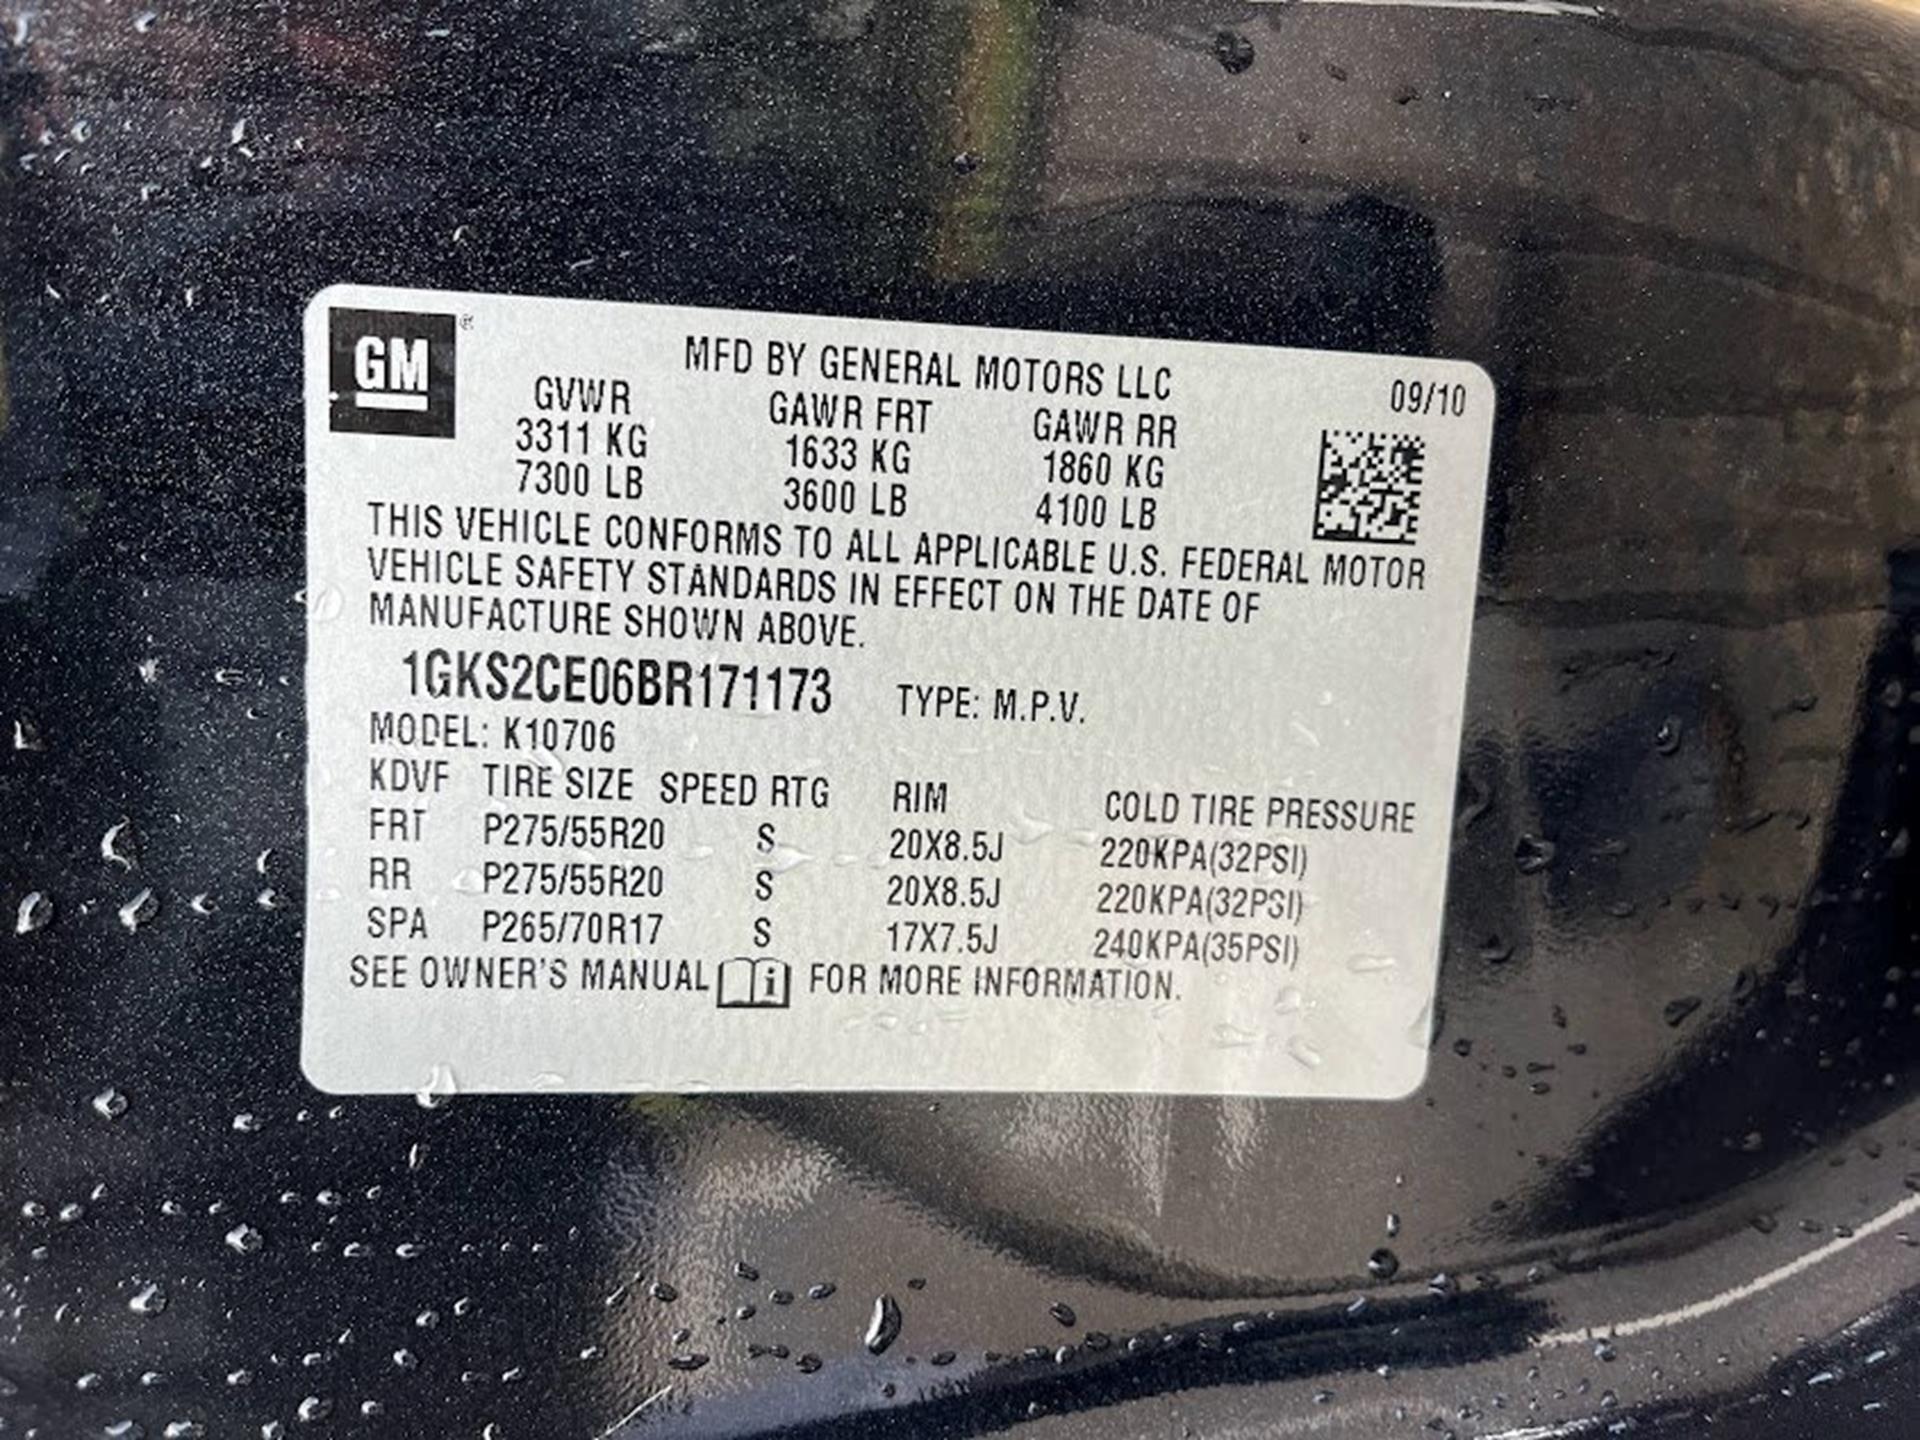 GM
MFD BY GENERAL MOTORS LLC 09/10
GVWR GAWR FRT GAWR RR
3311 KG 1633 KG 1860 KG
7300 LB 3600 LB 4100 LB
THIS VEHICLE CONFORMS TO ALL APPLICABLE U.S. FEDERAL MOTOR
VEHICLE SAFETY STANDARDS IN EFFECT ON THE DATE OF
MANUFACTURE SHOWN ABOVE.
1GKS2CE06BR171173 TYPE: M.P.V.
MODEL: K10706
KDVF TIRE SIZE SPEED RTG RIM COLD TIRE PRESSURE
FRT P275/55R20 S 20X8.5J 220KPA(32PSI)
RR P275/55R20 S 20X8.5J 220KPA(32PSI)
SPA P265/70R17 S 17X7.5J 240KPA(35PSI)
SEE OWNER'S MANUAL i FOR MORE INFORMATION.